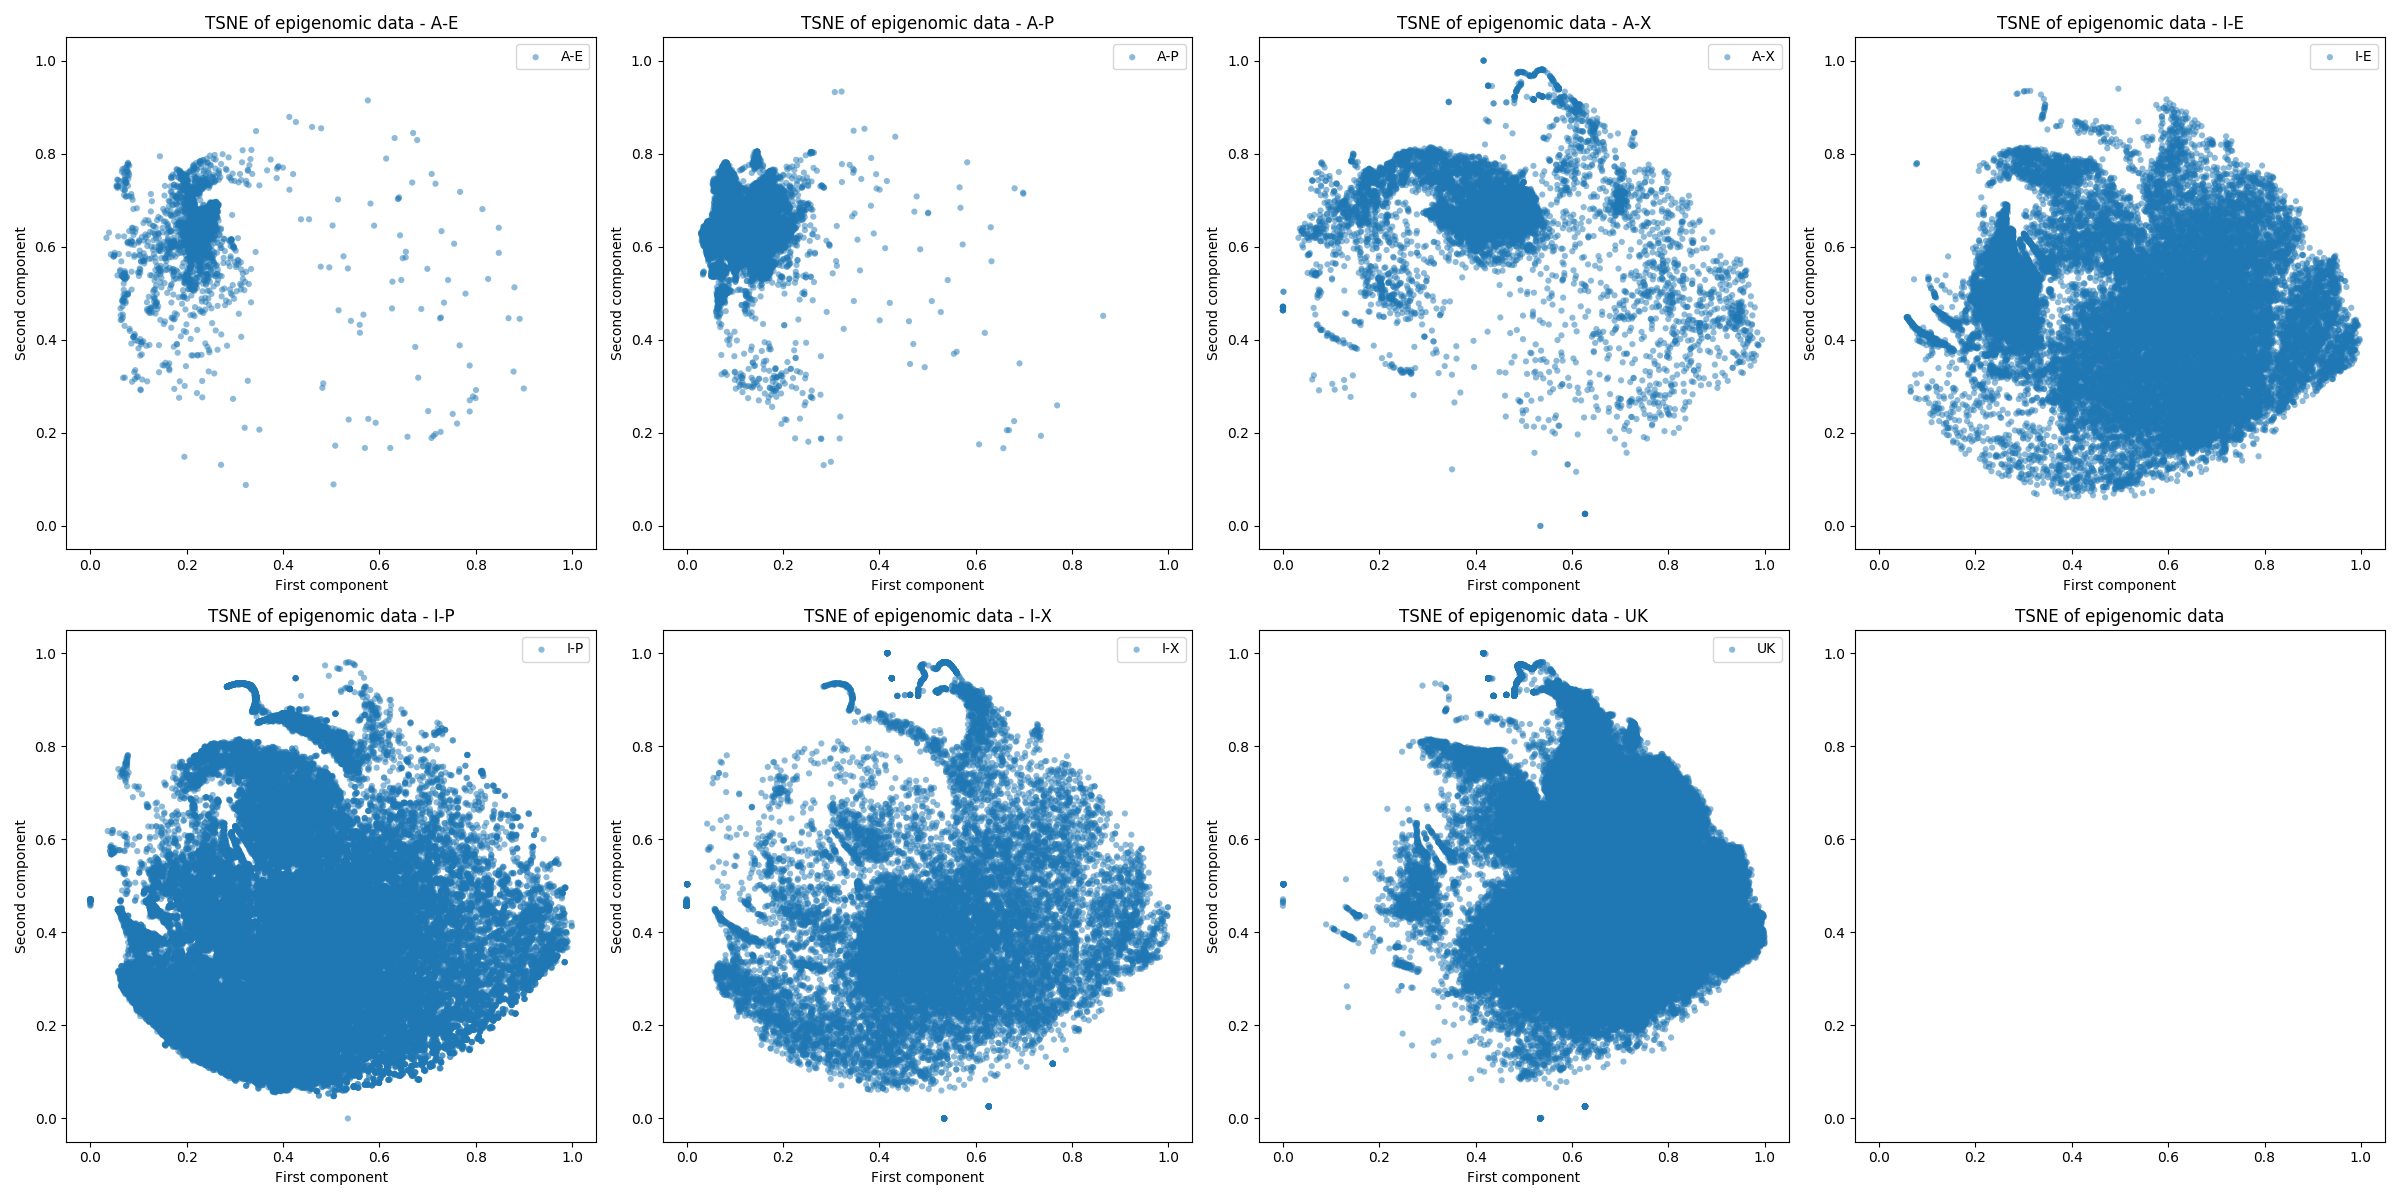 TSNE of epigenomic data - A-E
A-E
1.0
0.8
0.6
0.4
0.2
0.0
Second component
0.0 0.2 0.4 0.6 0.8 1.0
First component
TSNE of epigenomic data - A-P
A-P
1.0
0.8
0.6
0.4
0.2
0.0
Second component
0.0 0.2 0.4 0.6 0.8 1.0
First component
TSNE of epigenomic data - A-X
A-X
1.0
0.8
0.6
0.4
0.2
0.0
Second component
0.0 0.2 0.4 0.6 0.8 1.0
First component
TSNE of epigenomic data - I-E
I-E
1.0
0.8
0.6
0.4
0.2
0.0
Second component
0.0 0.2 0.4 0.6 0.8 1.0
First component
TSNE of epigenomic data - I-P
I-P
1.0
0.8
0.6
0.4
0.2
0.0
Second component
0.0 0.2 0.4 0.6 0.8 1.0
First component
TSNE of epigenomic data - I-X
I-X
1.0
0.8
0.6
0.4
0.2
0.0
Second component
0.0 0.2 0.4 0.6 0.8 1.0
First component
TSNE of epigenomic data - UK
UK
1.0
0.8
0.6
0.4
0.2
0.0
Second component
0.0 0.2 0.4 0.6 0.8 1.0
First component
TSNE of epigenomic data
1.0
0.8
0.6
0.4
0.2
0.0
0.0 0.2 0.4 0.6 0.8 1.0